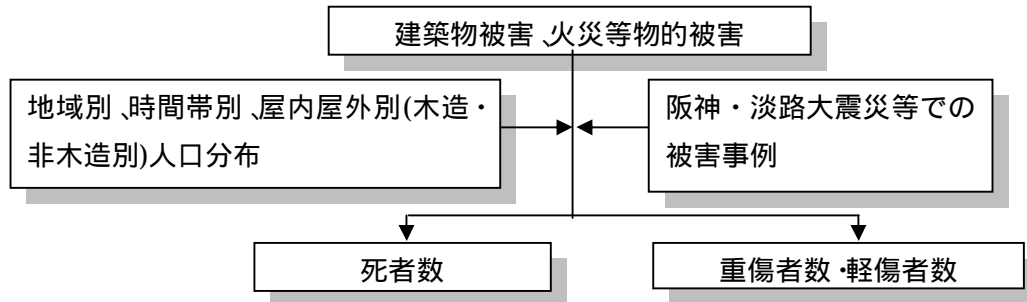 建築物被害、火災等物的被害
地域別、時間帯別、屋内屋外別(木造・
非木造別)人口分布
阪神・淡路大震災等での
被害事例
死者数
重傷者数・軽傷者数